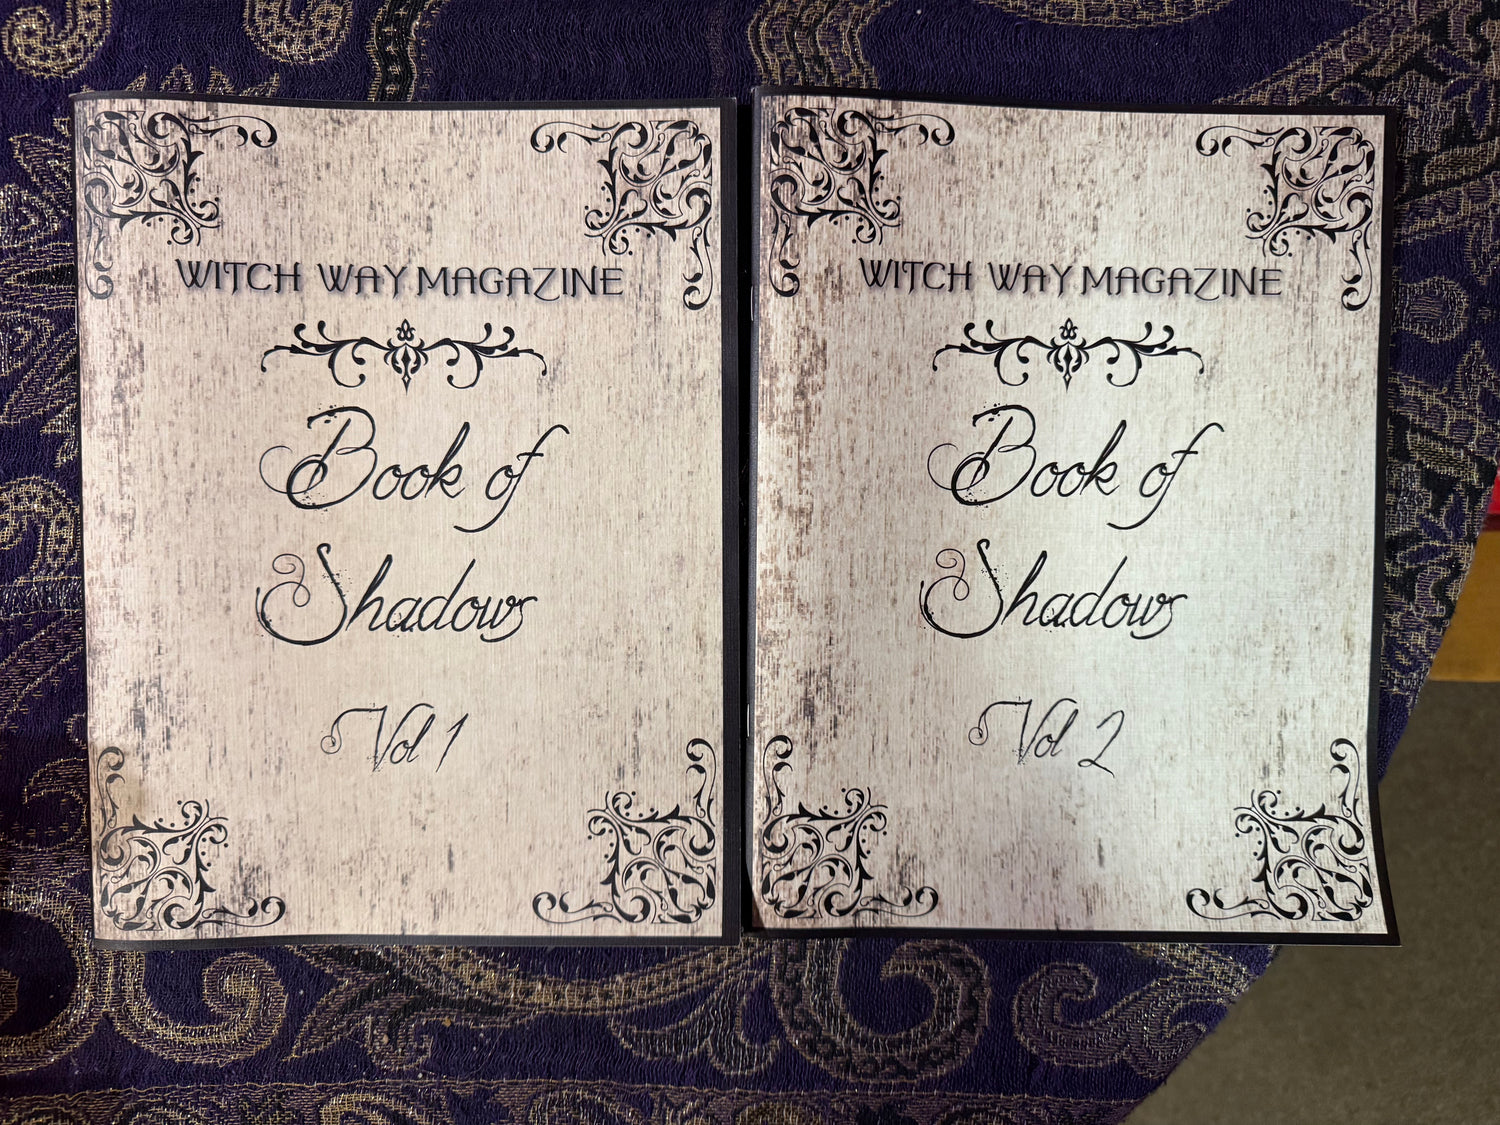 WITCH WAY MAGAZINE
Book of
Shadows
Vol 1
WITCH WAY MAGAZINE
Book of
Shadows
Vol 2